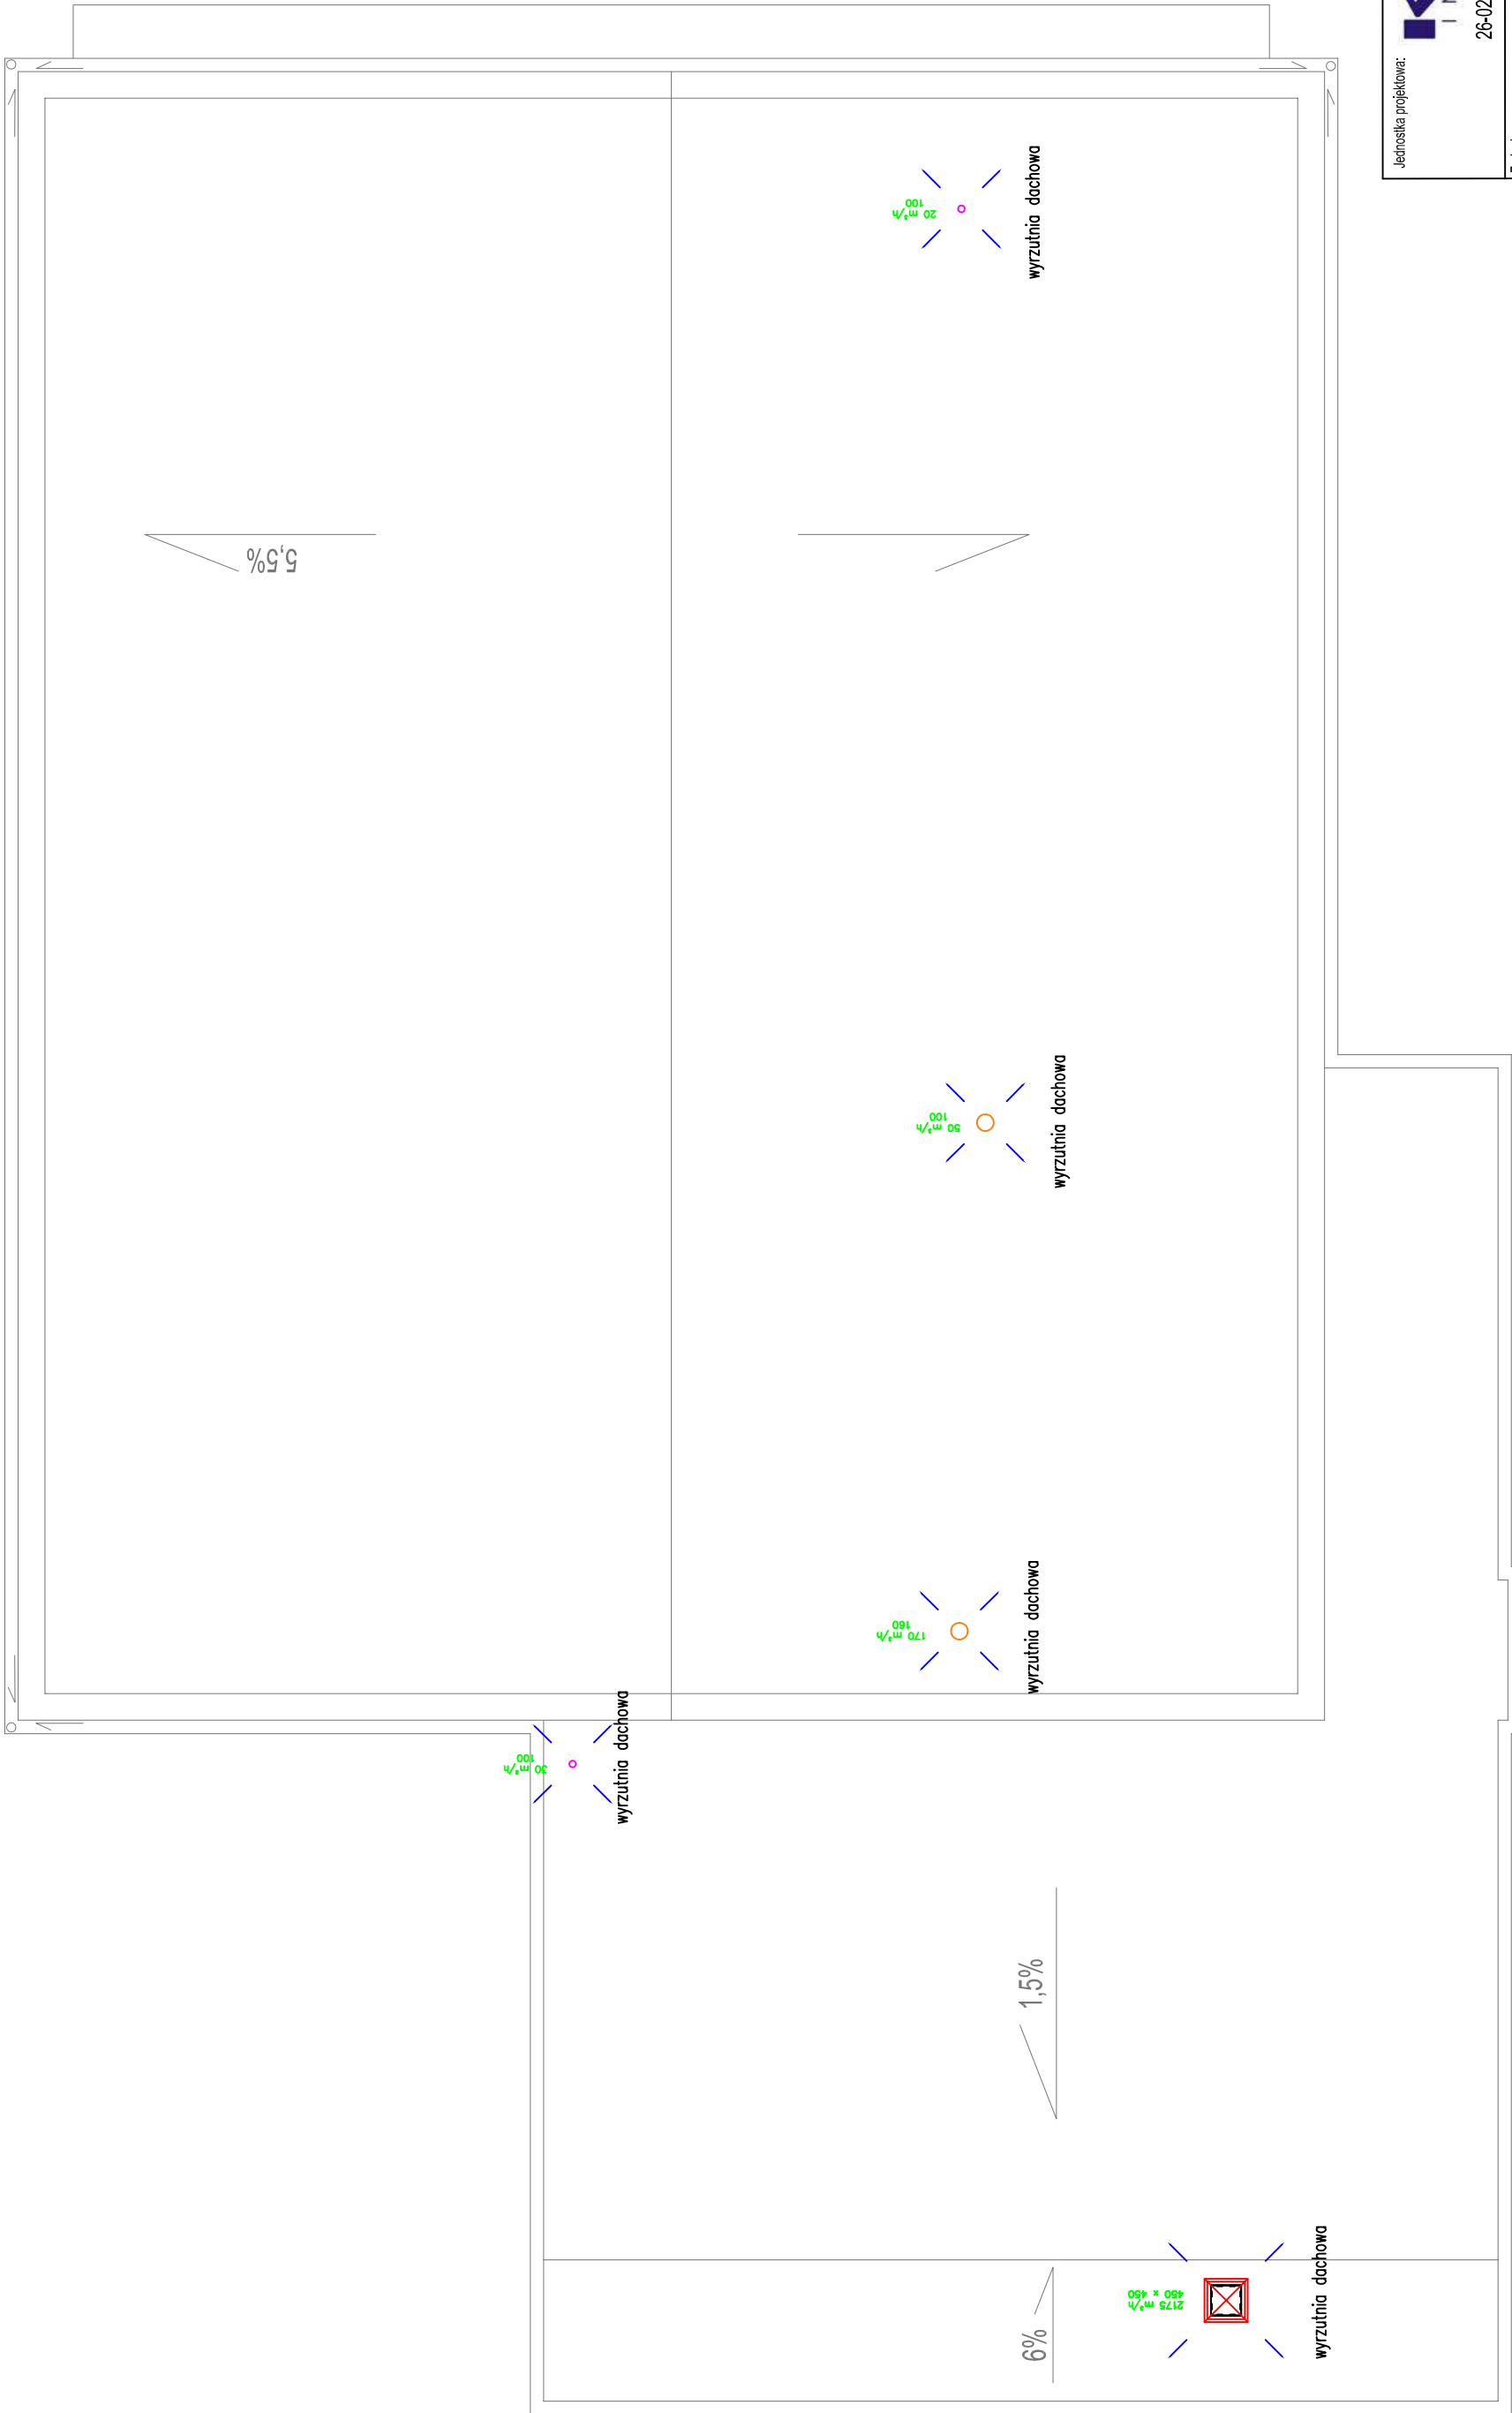 Jednostka projektowa:
26-02
20 m³/h
100
wyrzutnia dachowa
5,5%
50 m³/h
100
wyrzutnia dachowa
170 m³/h
160
wyrzutnia dachowa
30 m³/h
100
wyrzutnia dachowa
1,5%
6%
2175 m³/h
450 x 450
wyrzutnia dachowa